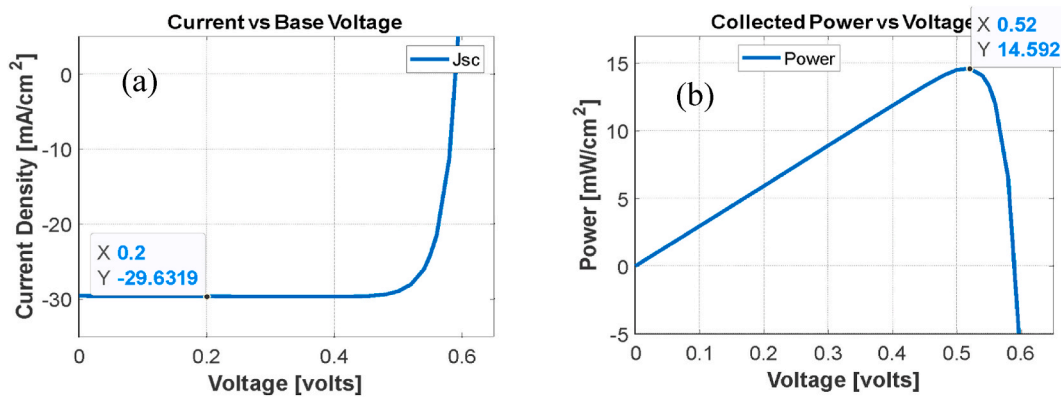 Current vs Base Voltage
Jsc
(a)
Current Density [mA/cm²]
0
-10
-20
-30
X 0.2
Y -29.6319
0
0.2
0.4
0.6
Voltage [volts]
Collected Power vs Voltage
X 0.52
Y 14.592
Power
(b)
Power [mW/cm²]
15
10
5
0
-5
0
0.1
0.2
0.3
0.4
0.5
0.6
Voltage [volts]